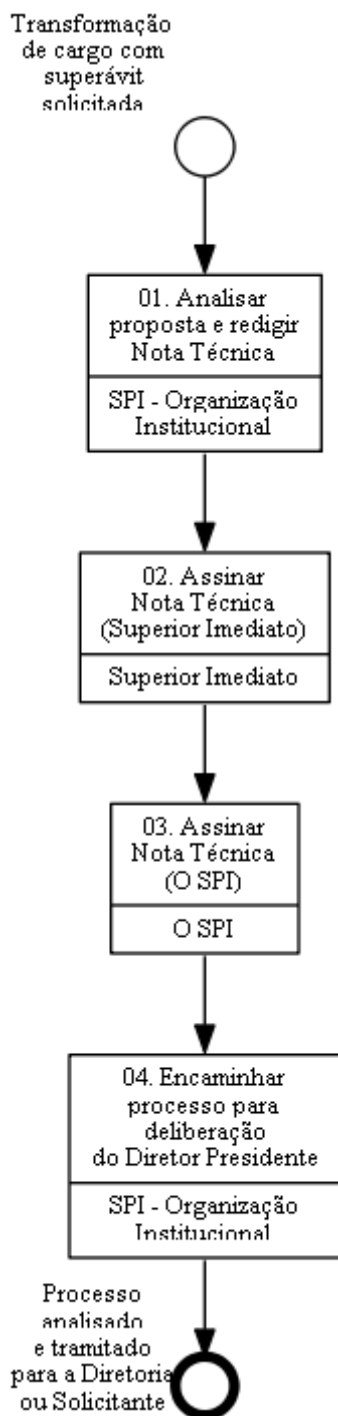 Transformação
de cargo com
superávit
solicitada
01. Analisar
proposta e redigir
Nota Técnica
SPI - Organização
Institucional
02. Assinar
Nota Técnica
(Superior Imediato)
Superior Imediato
03. Assinar
Nota Técnica
(O SPI)
O SPI
04. Encaminhar
processo para
deliberação
do Diretor Presidente
SPI - Organização
Institucional
Processo
analisado
e tramitado
para a Diretoria
ou Solicitante